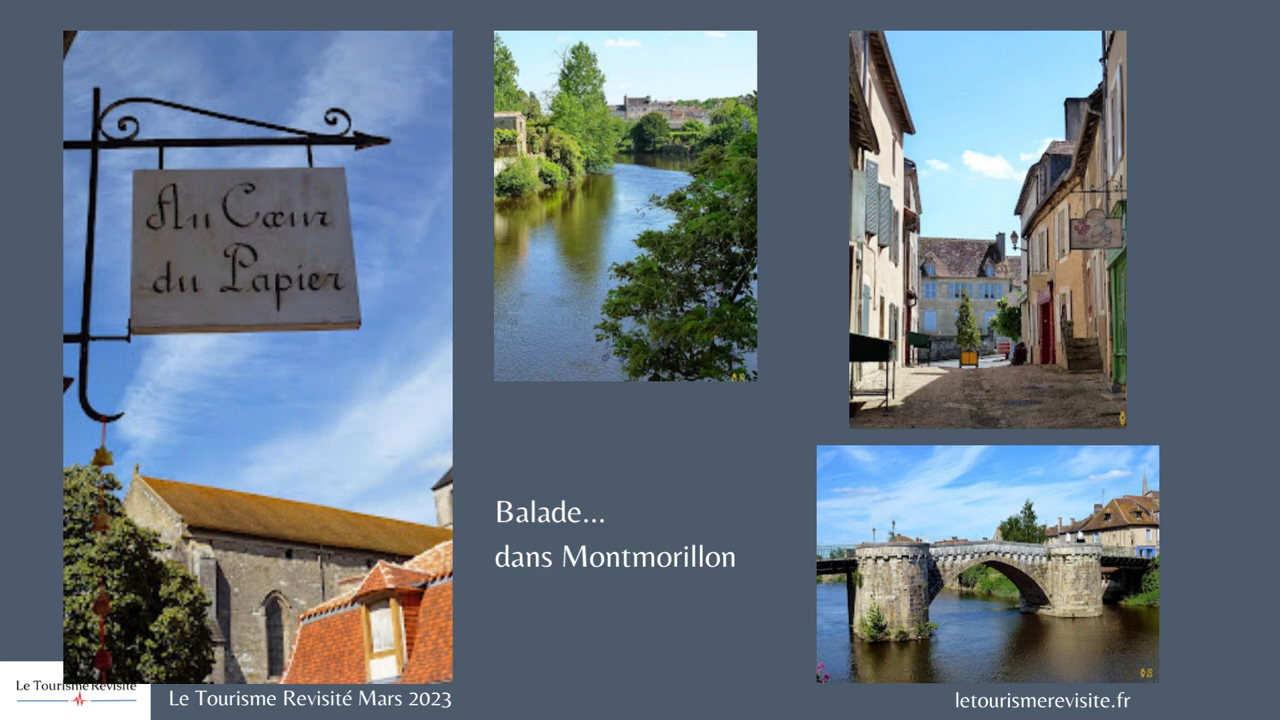 Au Cœur
du Papier
Balade...
dans Montmorillon
Le Tourisme Revisité
Le Tourisme Revisité Mars 2023
letourismerevisite.fr